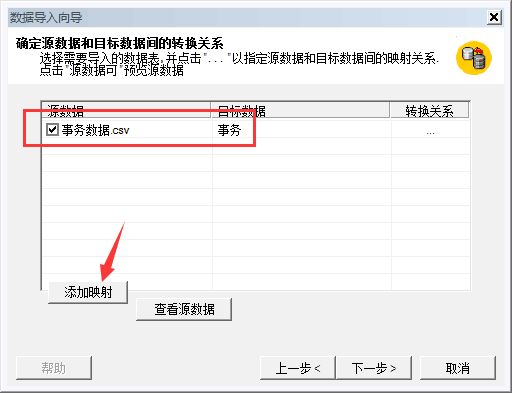 数据导入向导
确定源数据和目标数据间的转换关系
选择需要导入的数据表,并点击"..."以指定源数据和目标数据间的映射关系.
点击"源数据可"预览源数据
源数据 目标数据 转换关系
事务数据.csv 事务 ...
添加映射
查看源数据
帮助 上一步< 下一步> 取消